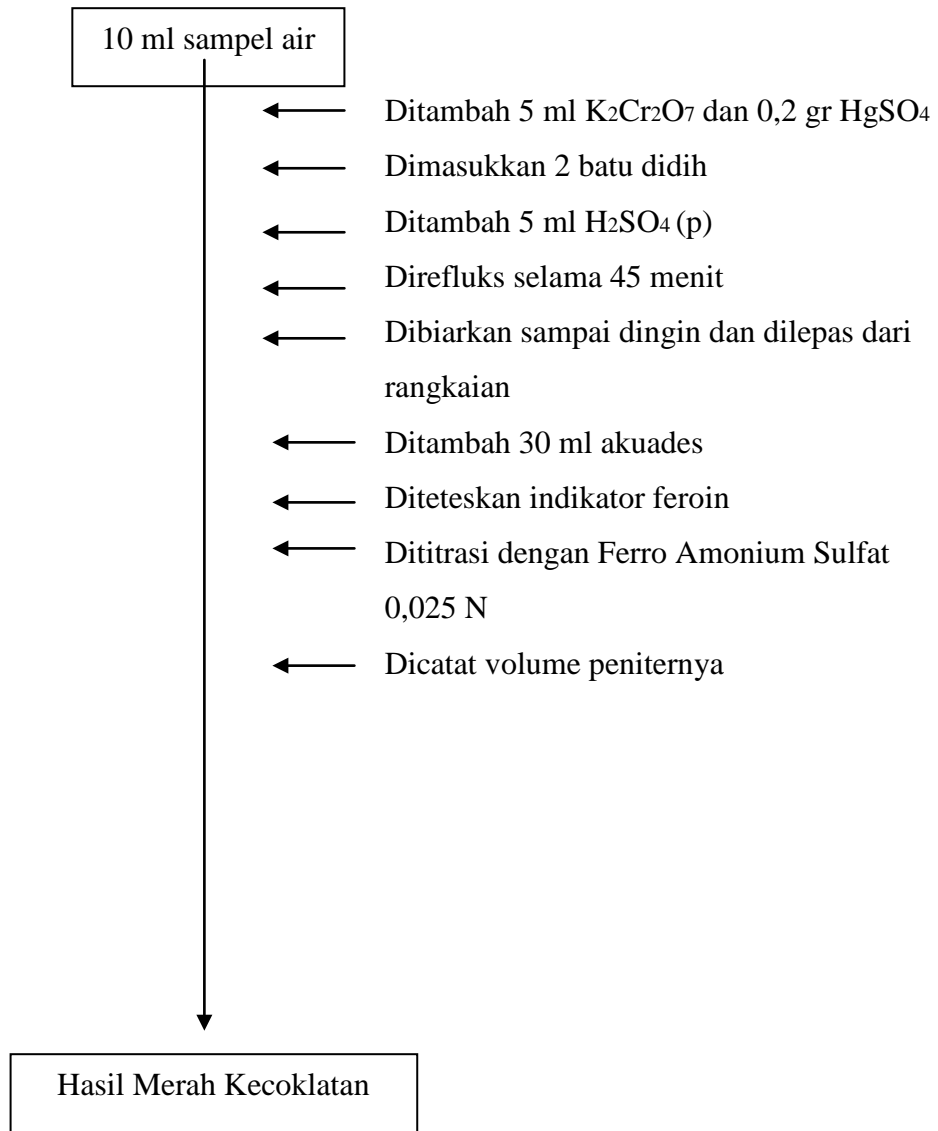 10 ml sampel air
Ditambah 5 ml K2Cr2O7 dan 0,2 gr HgSO4
Dimasukkan 2 batu didih
Ditambah 5 ml H2SO4 (p)
Direfluks selama 45 menit
Dibiarkan sampai dingin dan dilepas dari
rangkaian
Ditambah 30 ml akuades
Diteteskan indikator feroin
Dititrasi dengan Ferro Amonium Sulfat
0,025 N
Dicatat volume peniternya
Hasil Merah Kecoklatan